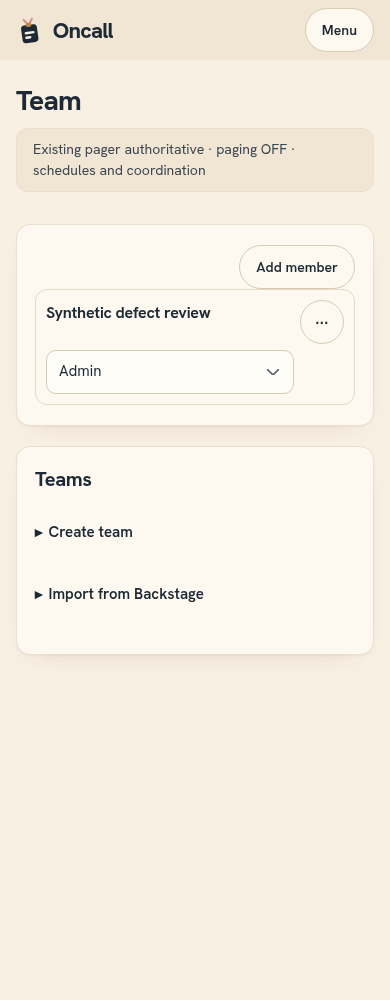 Oncall
Menu
Team
Existing pager authoritative · paging OFF ·
schedules and coordination
Add member
Synthetic defect review
...
Admin
Teams
▸ Create team
▸ Import from Backstage